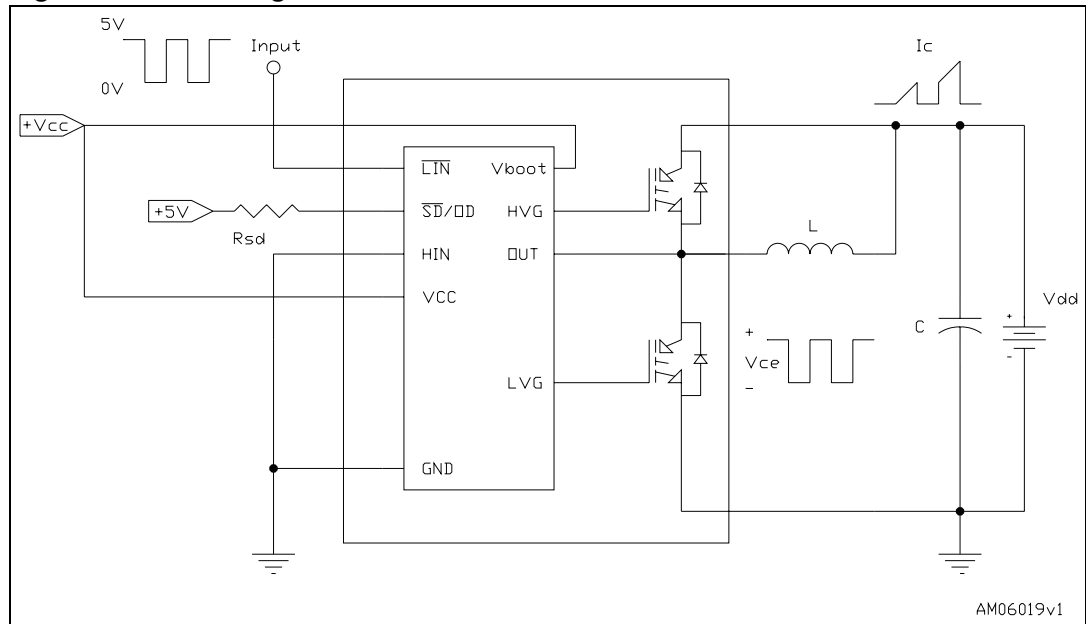 5V
0V
Input
Ic
+Vcc
LIN
Vboot
+5V
Rsd
SD/OD
HVG
L
HIN
OUT
VCC
C
+
-
Vdd
+
Vce
-
LVG
GND
AM06019v1